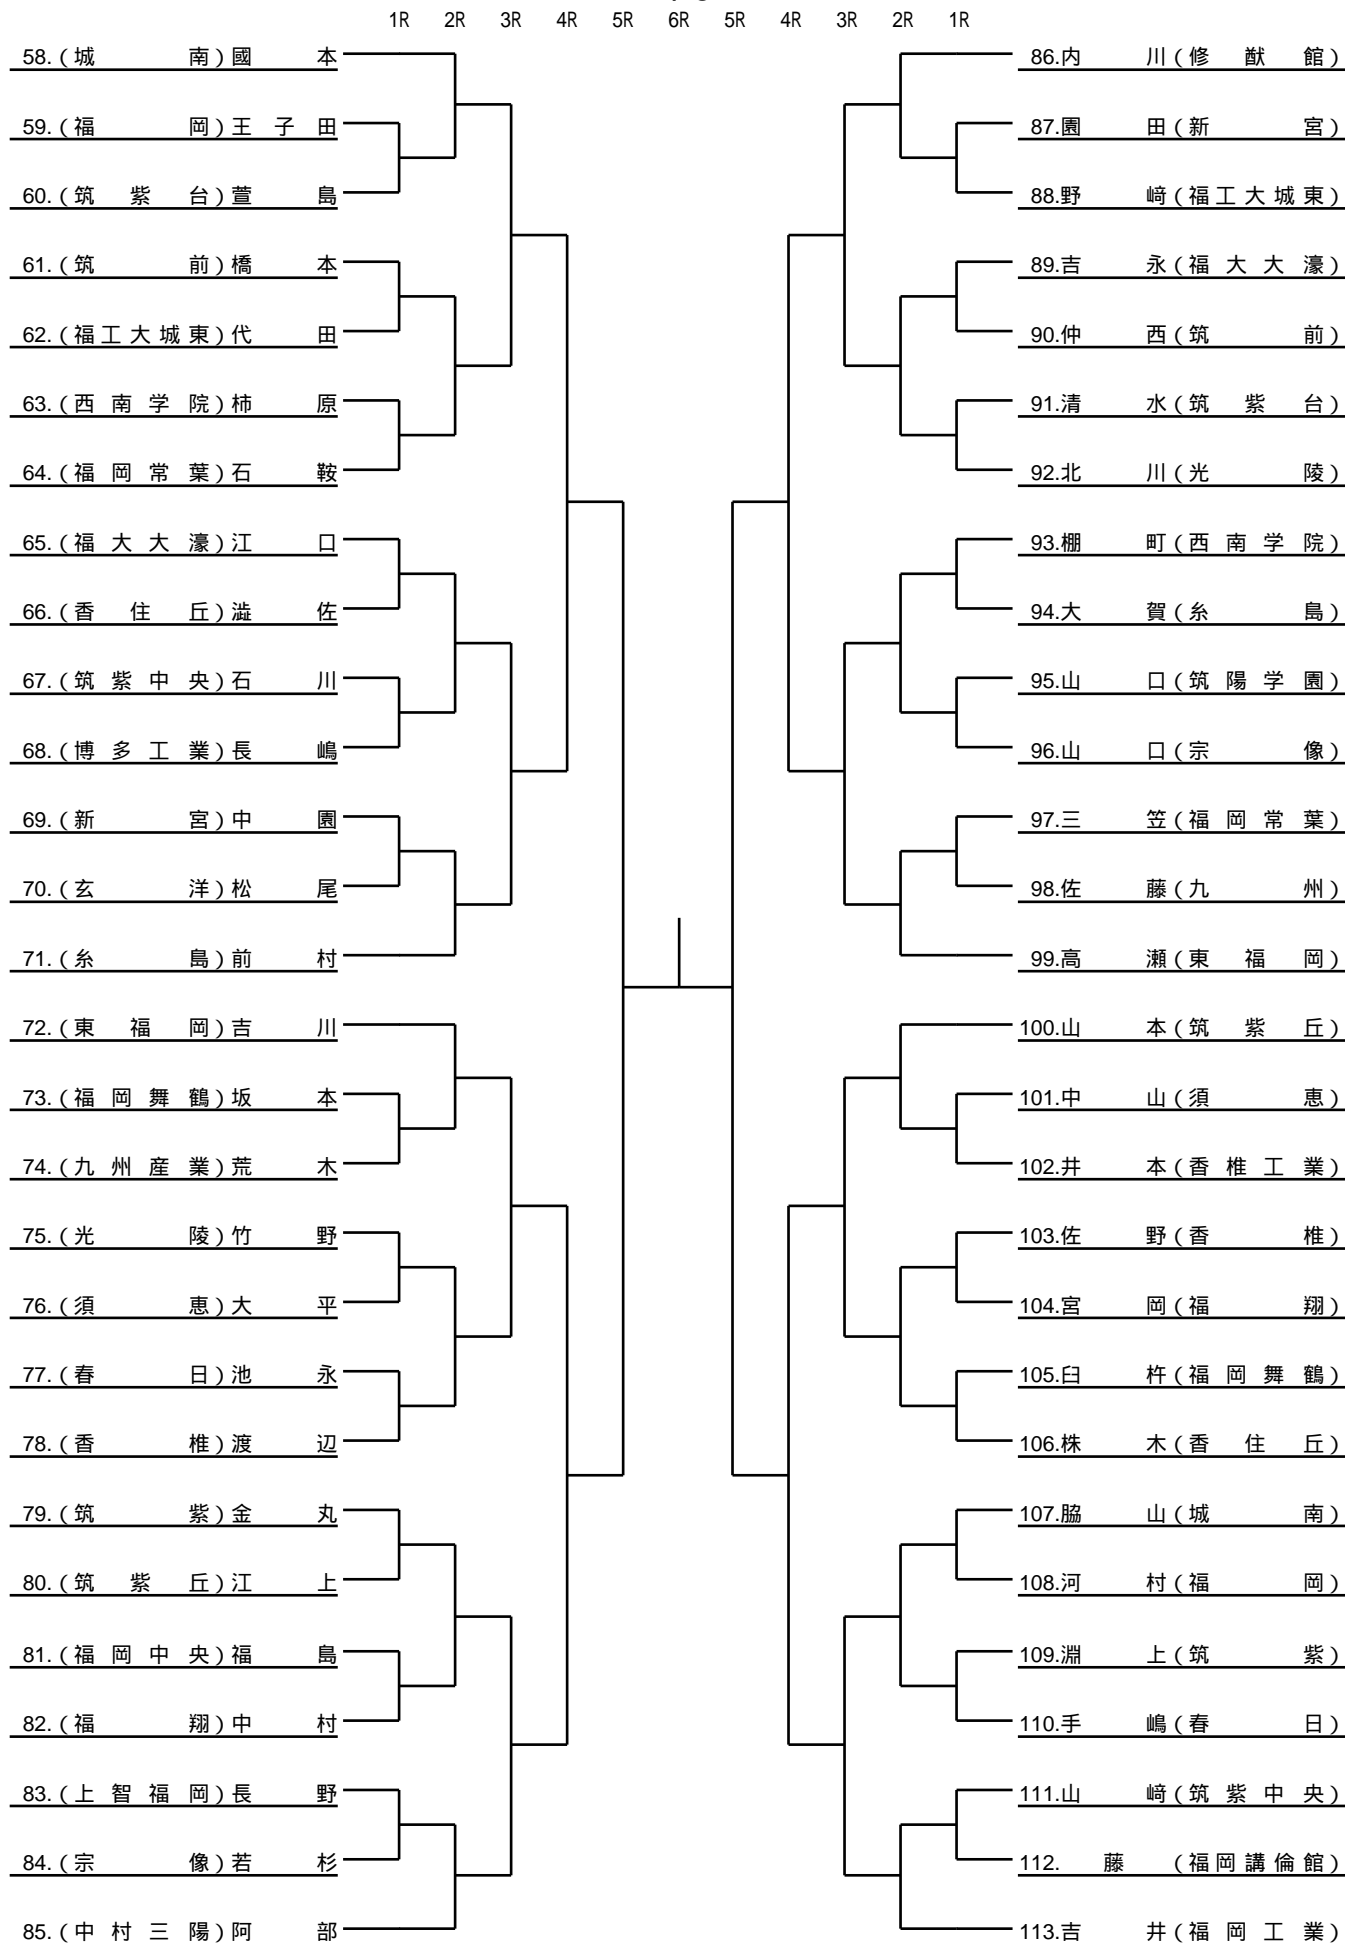 1R 2R 3R 4R 5R 6R 5R 4R 3R 2R 1R
58.(城南)國本
59.(福岡)王子田
60.(筑紫台)萱島
61.(筑前)橋本
62.(福工大城東)代田
63.(西南学院)柿原
64.(福岡常葉)石鞍
65.(福大大濠)江口
66.(香住丘)澁佐
67.(筑紫中央)石川
68.(博多工業)長嶋
69.(新宮)中園
70.(玄洋)松尾
71.(糸島)前村
72.(東福岡)吉川
73.(福岡舞鶴)坂本
74.(九州産業)荒木
75.(光陵)竹野
76.(須恵)大平
77.(春日)池永
78.(香椎)渡辺
79.(筑紫)金丸
80.(筑紫丘)江上
81.(福岡中央)福島
82.(福翔)中村
83.(上智福岡)長野
84.(宗像)若杉
85.(中村三陽)阿部
86.内川(修猷館)
87.園田(新宮)
88.野﨑(福工大城東)
89.吉永(福大大濠)
90.仲西(筑前)
91.清水(筑紫台)
92.北川(光陵)
93.棚町(西南学院)
94.大賀(糸島)
95.山口(筑陽学園)
96.山口(宗像)
97.三笠(福岡常葉)
98.佐藤(九州)
99.高瀬(東福岡)
100.山本(筑紫丘)
101.中山(須恵)
102.井本(香椎工業)
103.佐野(香椎)
104.宮岡(福翔)
105.臼杵(福岡舞鶴)
106.株木(香住丘)
107.脇山(城南)
108.河村(福岡)
109.淵上(筑紫)
110.手嶋(春日)
111.山﨑(筑紫中央)
112.藤(福岡講倫館)
113.吉井(福岡工業)